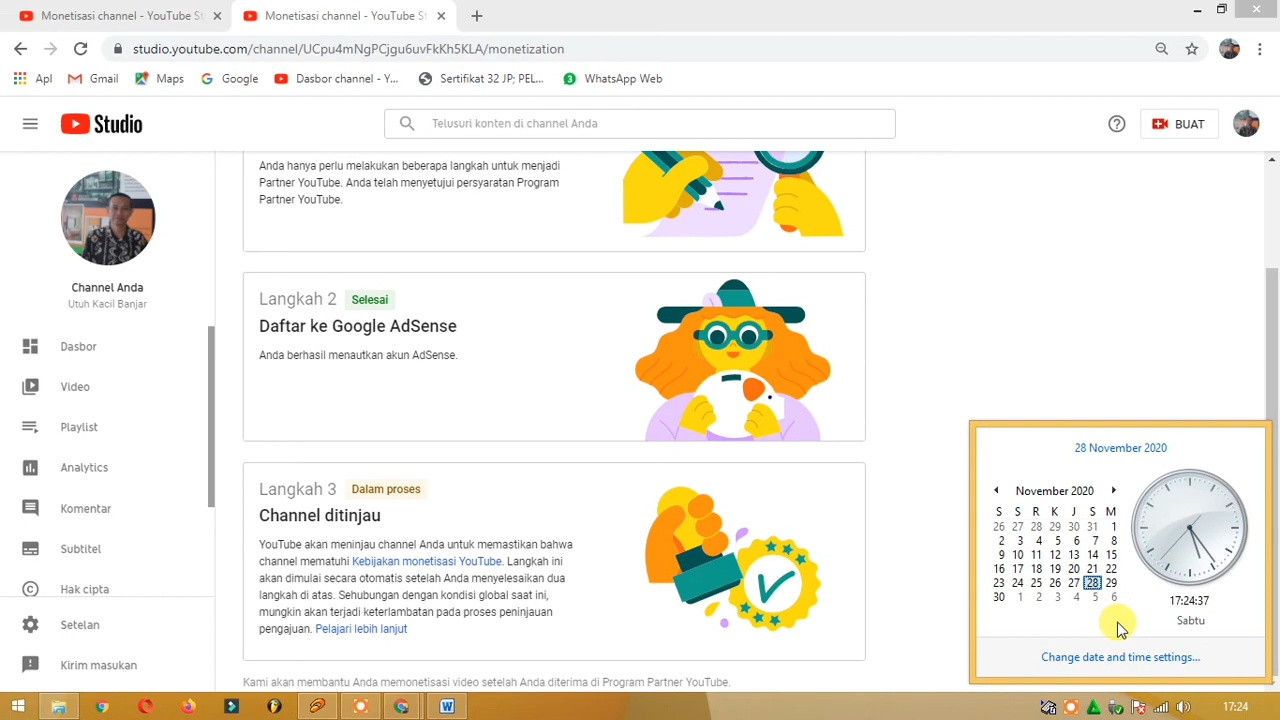 Monetisasi channel - YouTube St
Monetisasi channel - YouTube St
studio.youtube.com/channel/UCpu4mNgPCjgu6uvFkKh5KLA/monetization
Apl
Gmail
Maps
Google
Dasbor channel - Y...
Sertifikat 32 JP; PEL...
3
WhatsApp Web
Studio
Telusuri konten di channel Anda
BUAT
Channel Anda
Utuh Kacil Banjar
Dasbor
Video
Playlist
Analytics
Komentar
Subtitel
Hak cipta
Setelan
Kirim masukan
Anda hanya perlu melakukan beberapa langkah untuk menjadi
Partner YouTube. Anda telah menyetujui persyaratan Program
Partner YouTube.
Langkah 2 Selesai
Daftar ke Google AdSense
Anda berhasil menautkan akun AdSense.
Langkah 3 Dalam proses
Channel ditinjau
YouTube akan meninjau channel Anda untuk memastikan bahwa
channel mematuhi Kebijakan monetisasi YouTube. Langkah ini
akan dimulai secara otomatis setelah Anda menyelesaikan dua
langkah di atas. Sehubungan dengan kondisi global saat ini,
mungkin akan terjadi keterlambatan pada proses peninjauan
pengajuan. Pelajari lebih lanjut
Kami akan membantu Anda memonetisasi video setelah Anda diterima di Program Partner YouTube.
28 November 2020
November 2020
S S R K J S M
26 27 28 29 30 31 1
2 3 4 5 6 7 8
9 10 11 12 13 14 15
16 17 18 19 20 21 22
23 24 25 26 27 28 29
30 1 2 3 4 5 6
17:24:37
Sabtu
Change date and time settings...
17:24